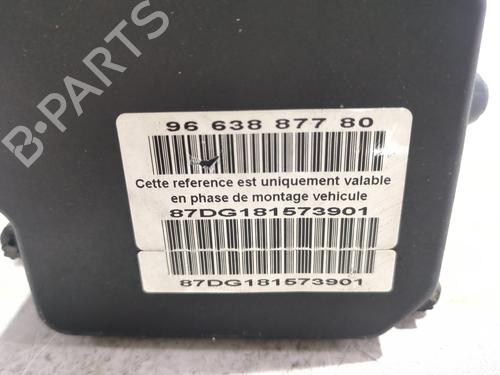 B-PARTS
96 638 877 80
Cette reference est uniquement valable
en phase de montage vehicule
87DG181573901
87DG181573901